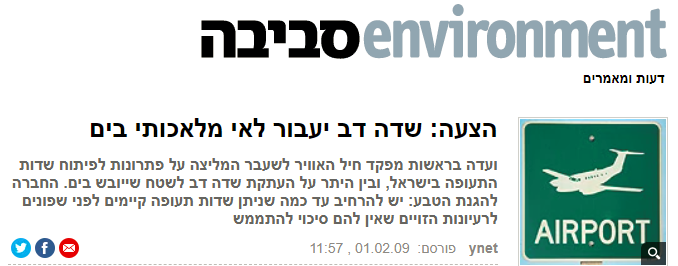 סביבה environment
דעות ומאמרים
הצעה: שדה דב יעבור לאי מלאכותי בים
ועדה בראשות מפקד חיל האוויר לשעבר המליצה על פתרונות לפיתוח שדות
התעופה בישראל, ובין היתר על העתקת שדה דב לשטח שייובש בים. החברה
להגנת הטבע: יש להרחיב עד כמה שניתן שדות תעופה קיימים לפני שפונים
לרעיונות הזויים שאין להם סיכוי להתממש
ynet פורסם: 01.02.09 , 11:57
AIRPORT